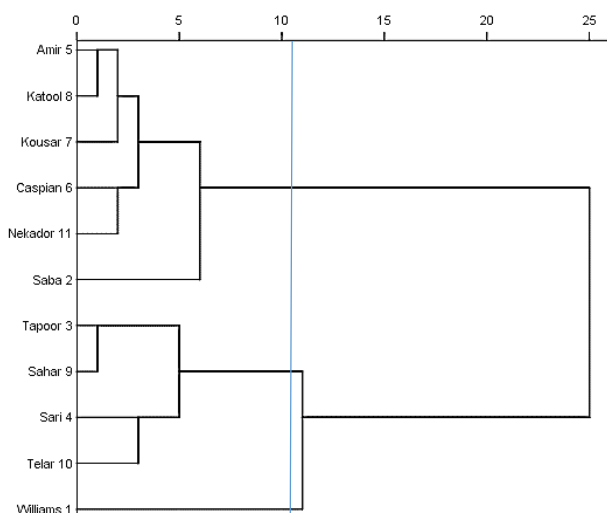 0 5 10 15 20 25
Amir 5
Katool 8
Kousar 7
Caspian 6
Nekador 11
Saba 2
Tapoor 3
Sahar 9
Sari 4
Telar 10
Williams 1